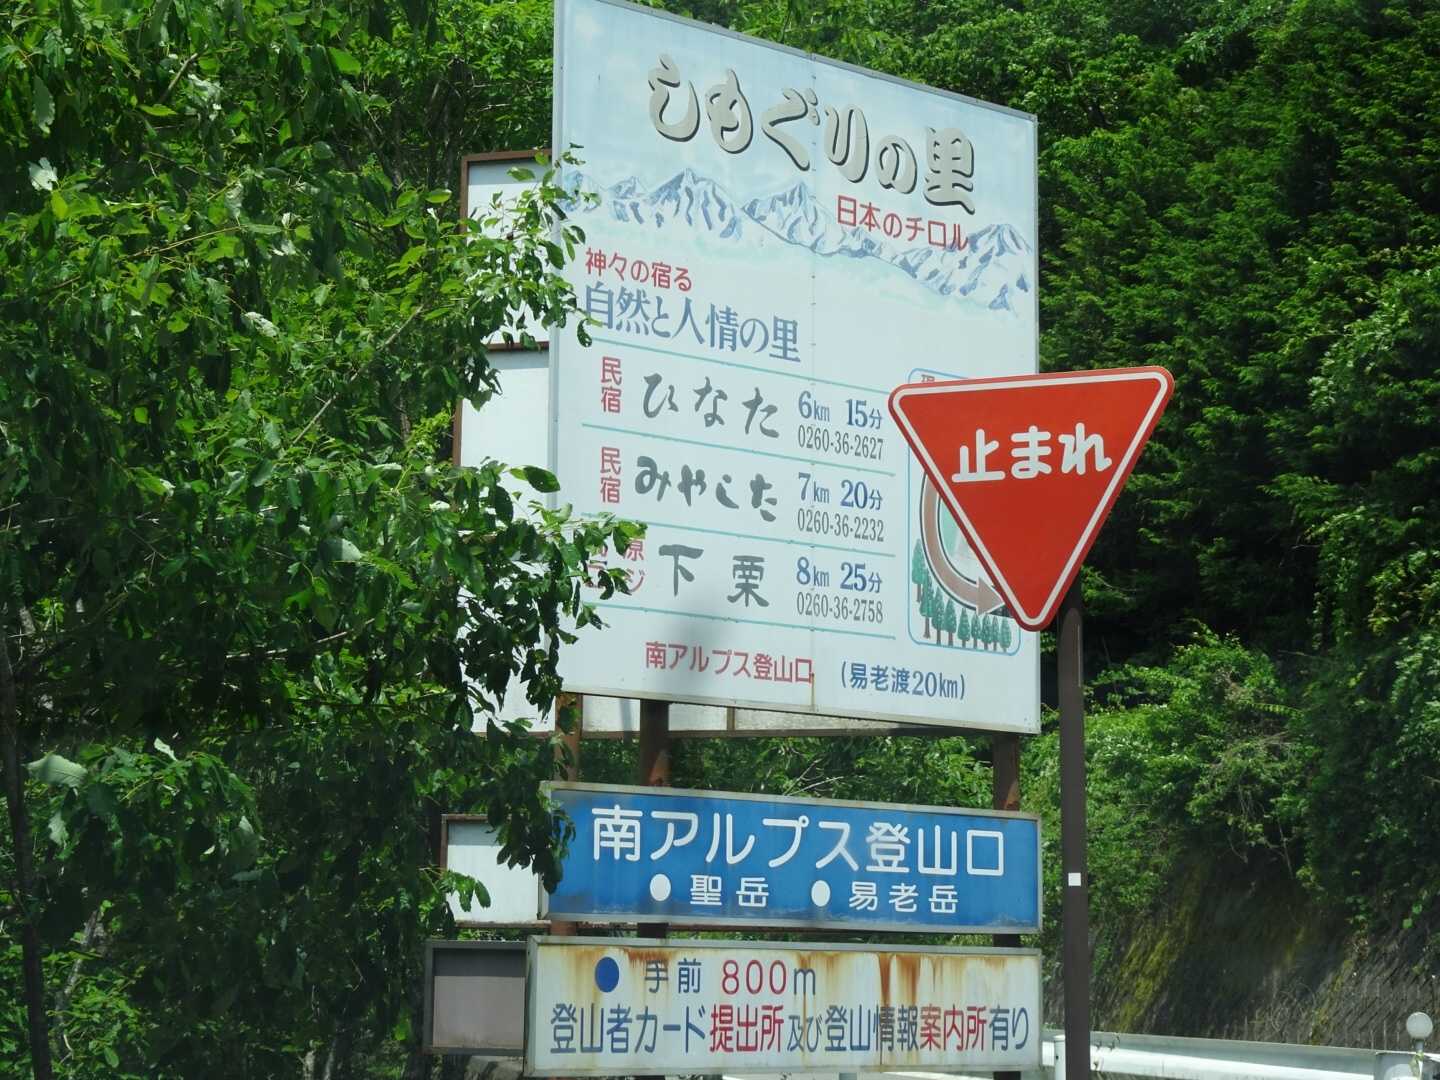 しもぐりの里
日本のチロル
神々の宿る
自然と人情の里
民宿 ひなた 6km 15分
0260-36-2627
民宿 みやした 7km 20分
0260-36-2232
下栗 8km 25分
0260-36-2758
南アルプス登山口 (易老渡20km)
止まれ
南アルプス登山口
●聖岳 ●易老岳
● 手前 800m
登山者カード提出所及び登山情報案内所有り